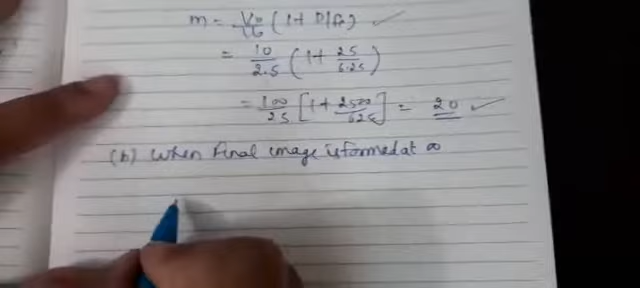 m = v₀/u₀ (1 + D/fe) ✓
= 10/2.5 (1 + 25/6.25)
= 100/25 [1 + 2500/625] = 20 ✓
(b) when final image is formed at ∞